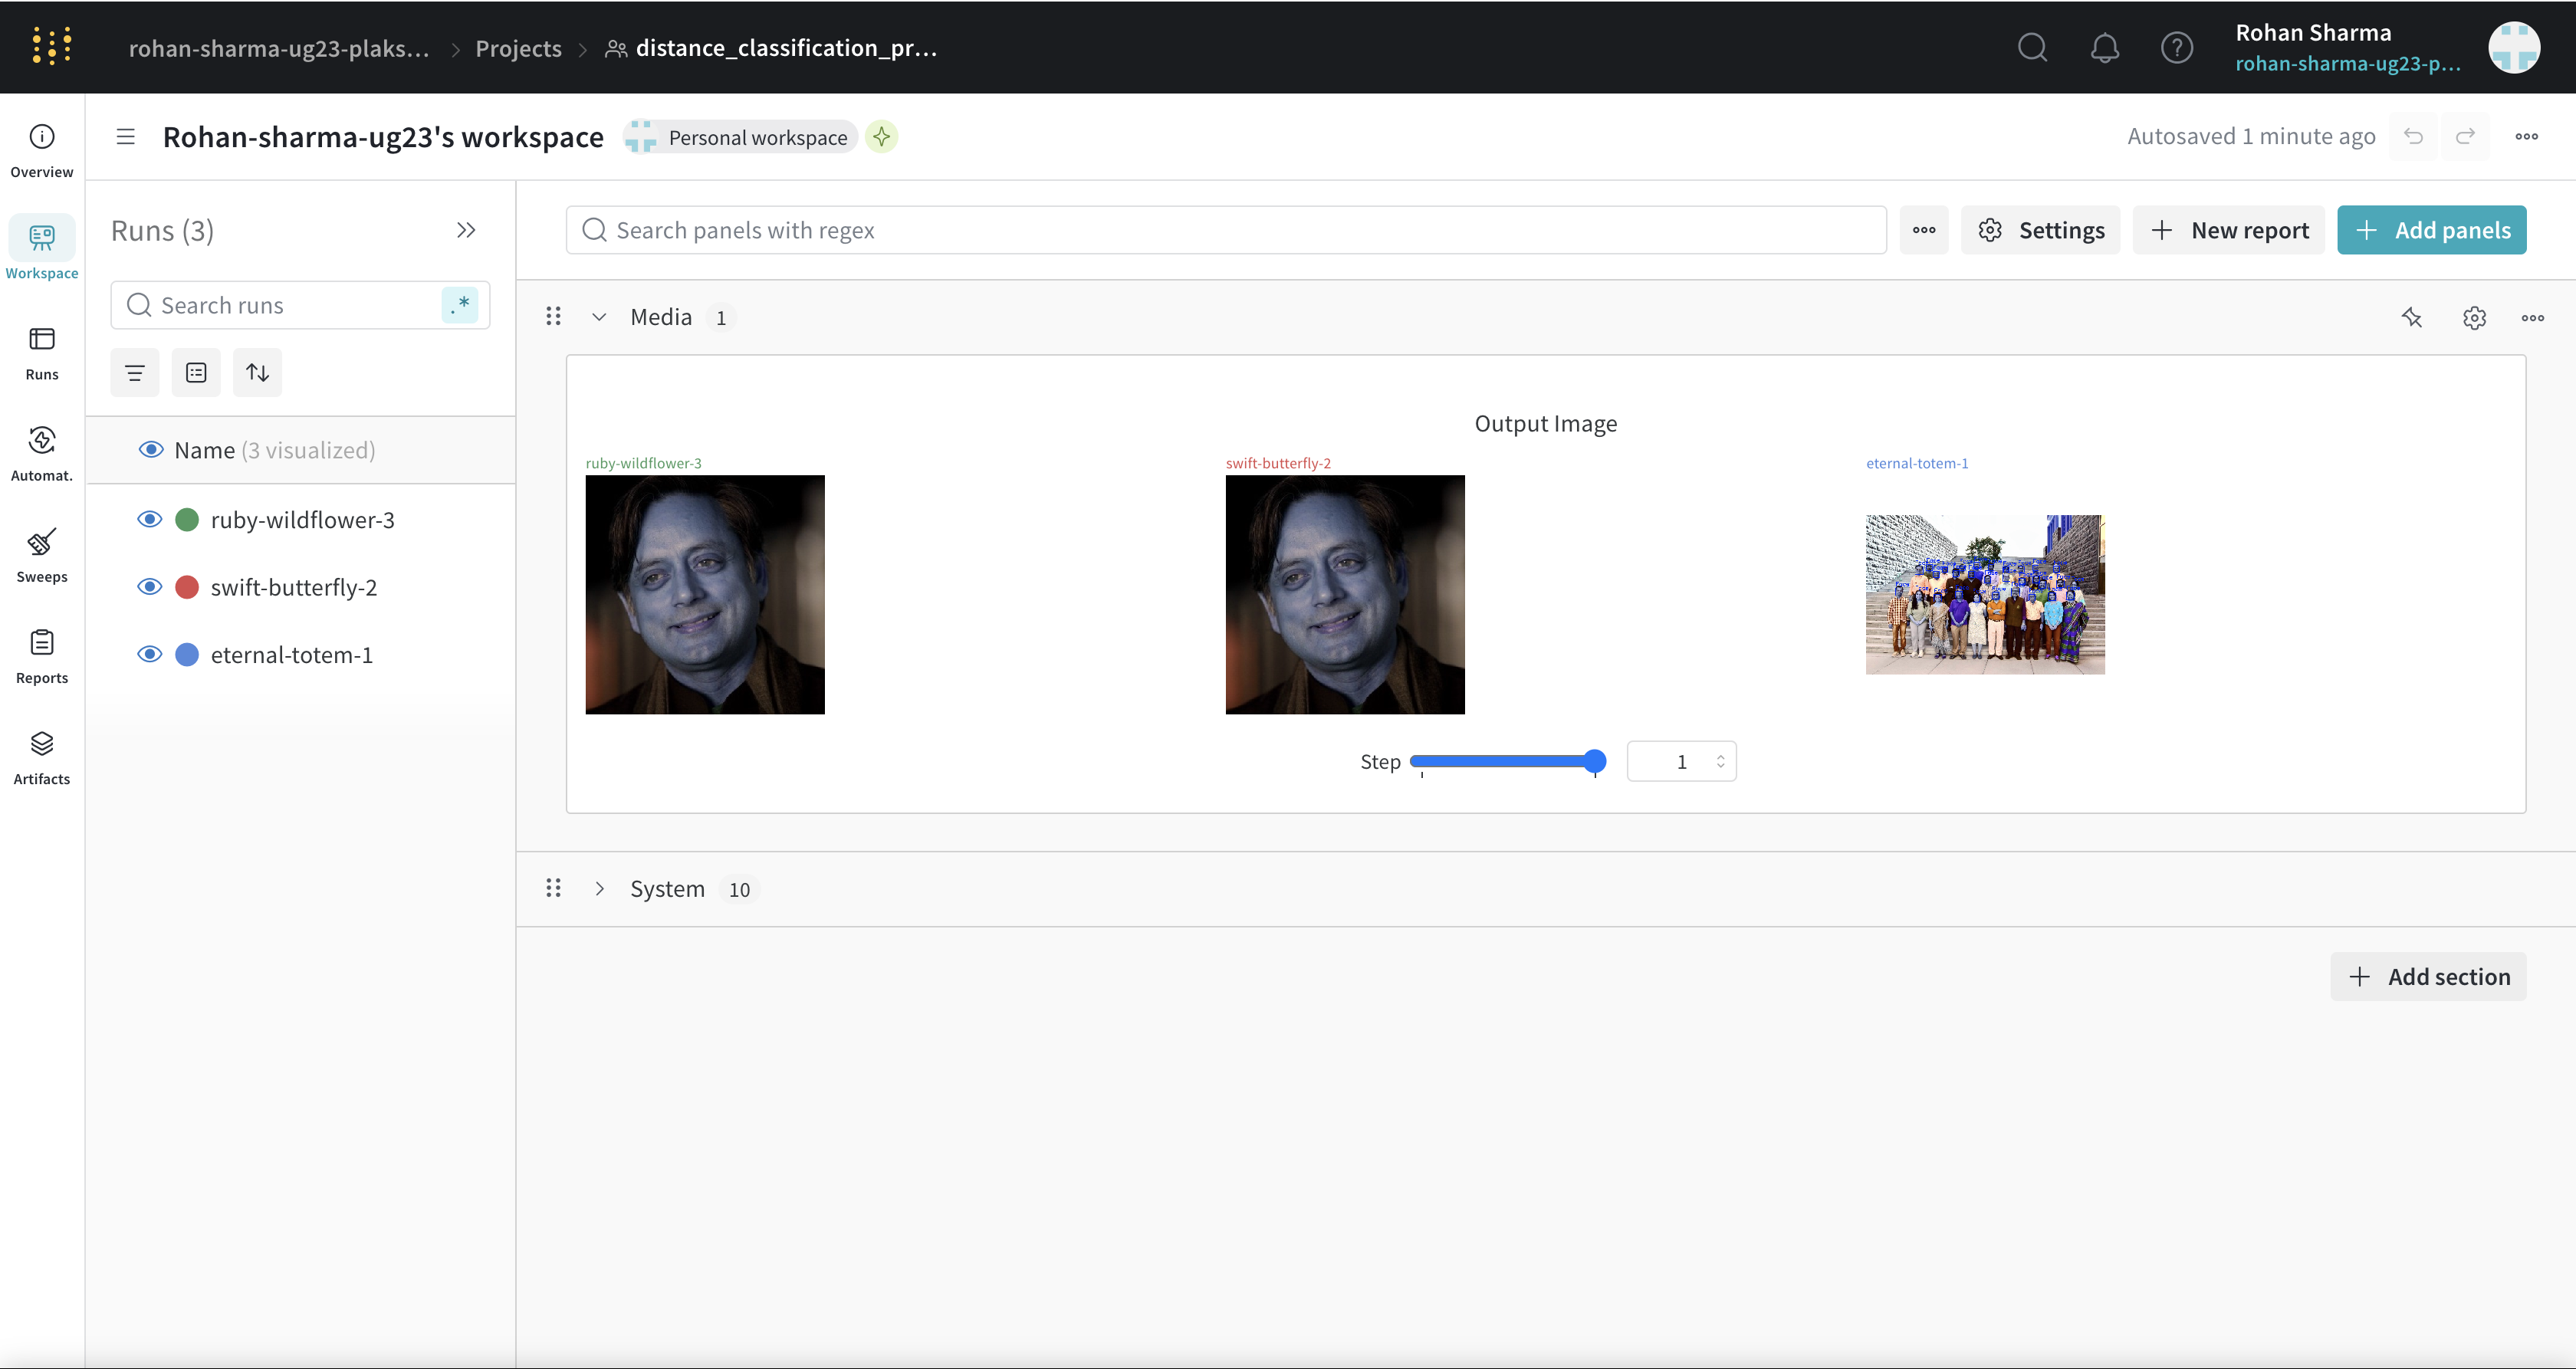 rohan-sharma-ug23-plaks... > Projects > distance_classification_pr...
Rohan Sharma
rohan-sharma-ug23-p...
Overview
Workspace
Runs
Automat.
Sweeps
Reports
Artifacts
Rohan-sharma-ug23's workspace
Personal workspace
Autosaved 1 minute ago
Runs (3)
Search runs
.*
Name (3 visualized)
ruby-wildflower-3
swift-butterfly-2
eternal-totem-1
Search panels with regex
Settings
New report
Add panels
Media 1
Output Image
ruby-wildflower-3
swift-butterfly-2
eternal-totem-1
Step
1
System 10
Add section